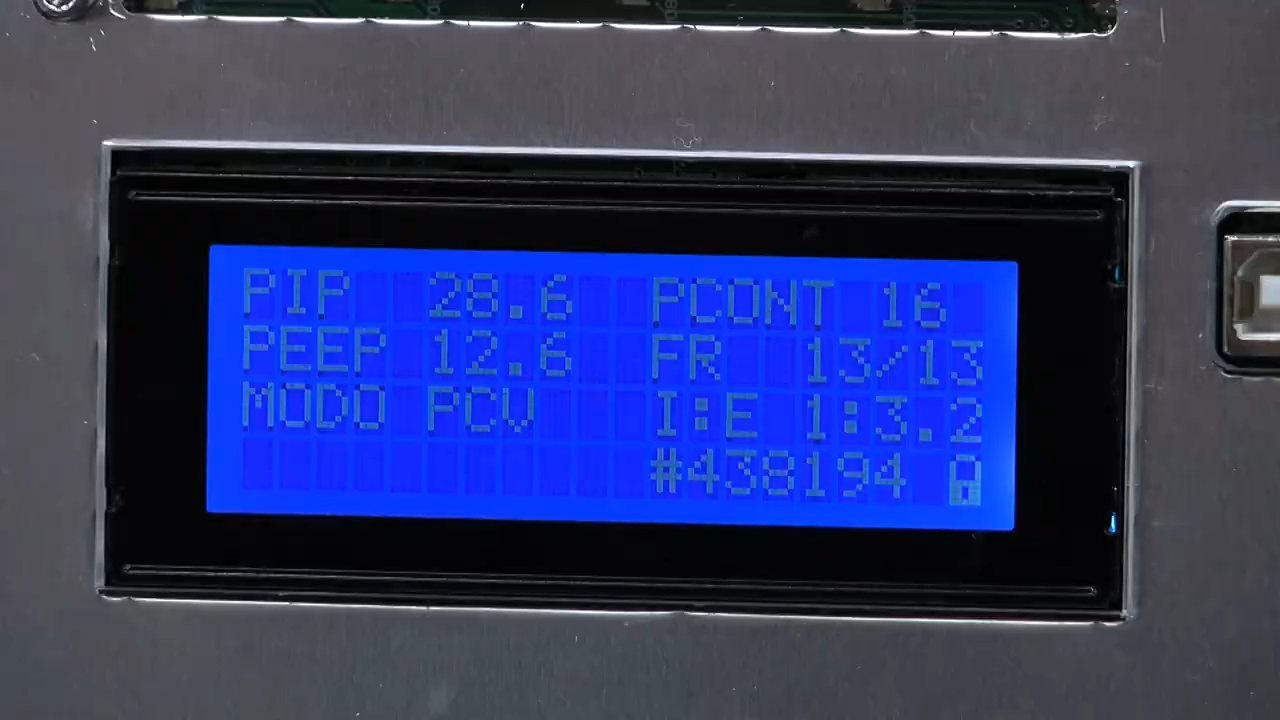 PIP 28.6 PCONT 16
PEEP 12.6 FR 13/13
MODO PCV I:E 1:3.2
#438194